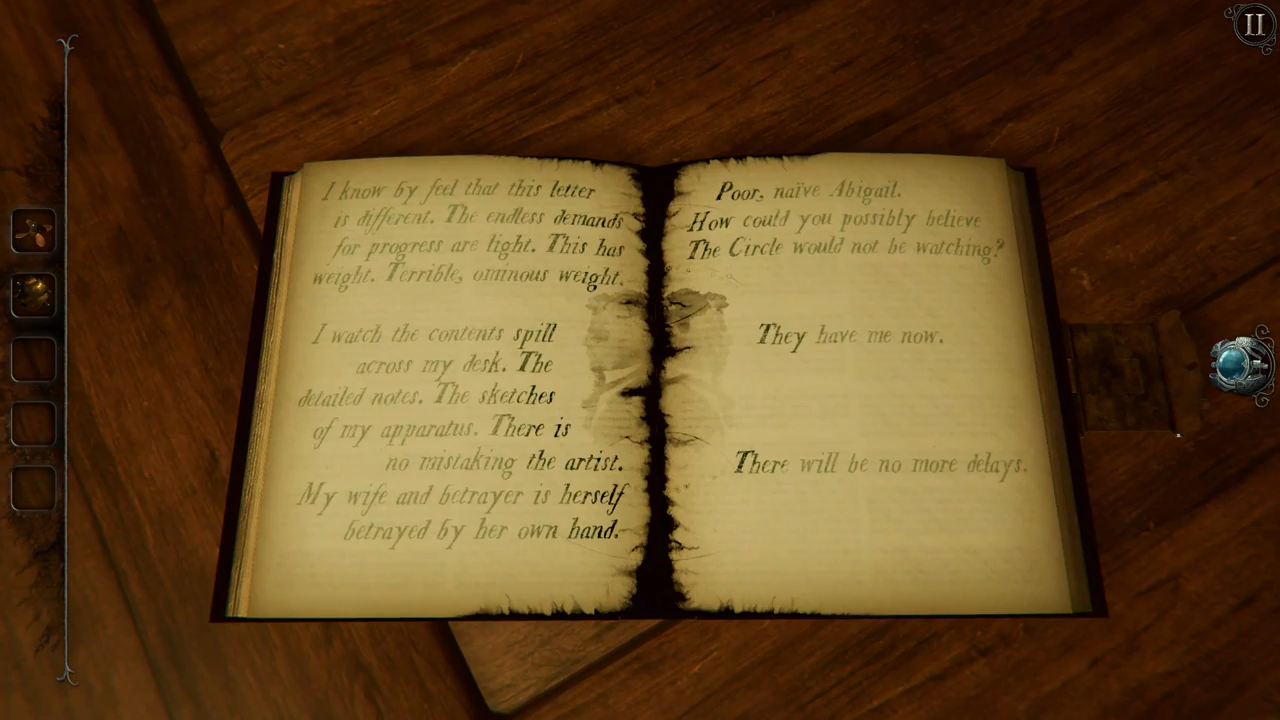 I know by feel that this letter
is different. The endless demands
for progress are light. This has
weight. Terrible, ominous weight.
I watch the contents spill
across my desk. The
detailed notes. The sketches
of my apparatus. There is
no mistaking the artist.
My wife and betrayer is herself
betrayed by her own hand.
Poor, naïve Abigail.
How could you possibly believe
The Circle would not be watching?
They have me now.
There will be no more delays.
II